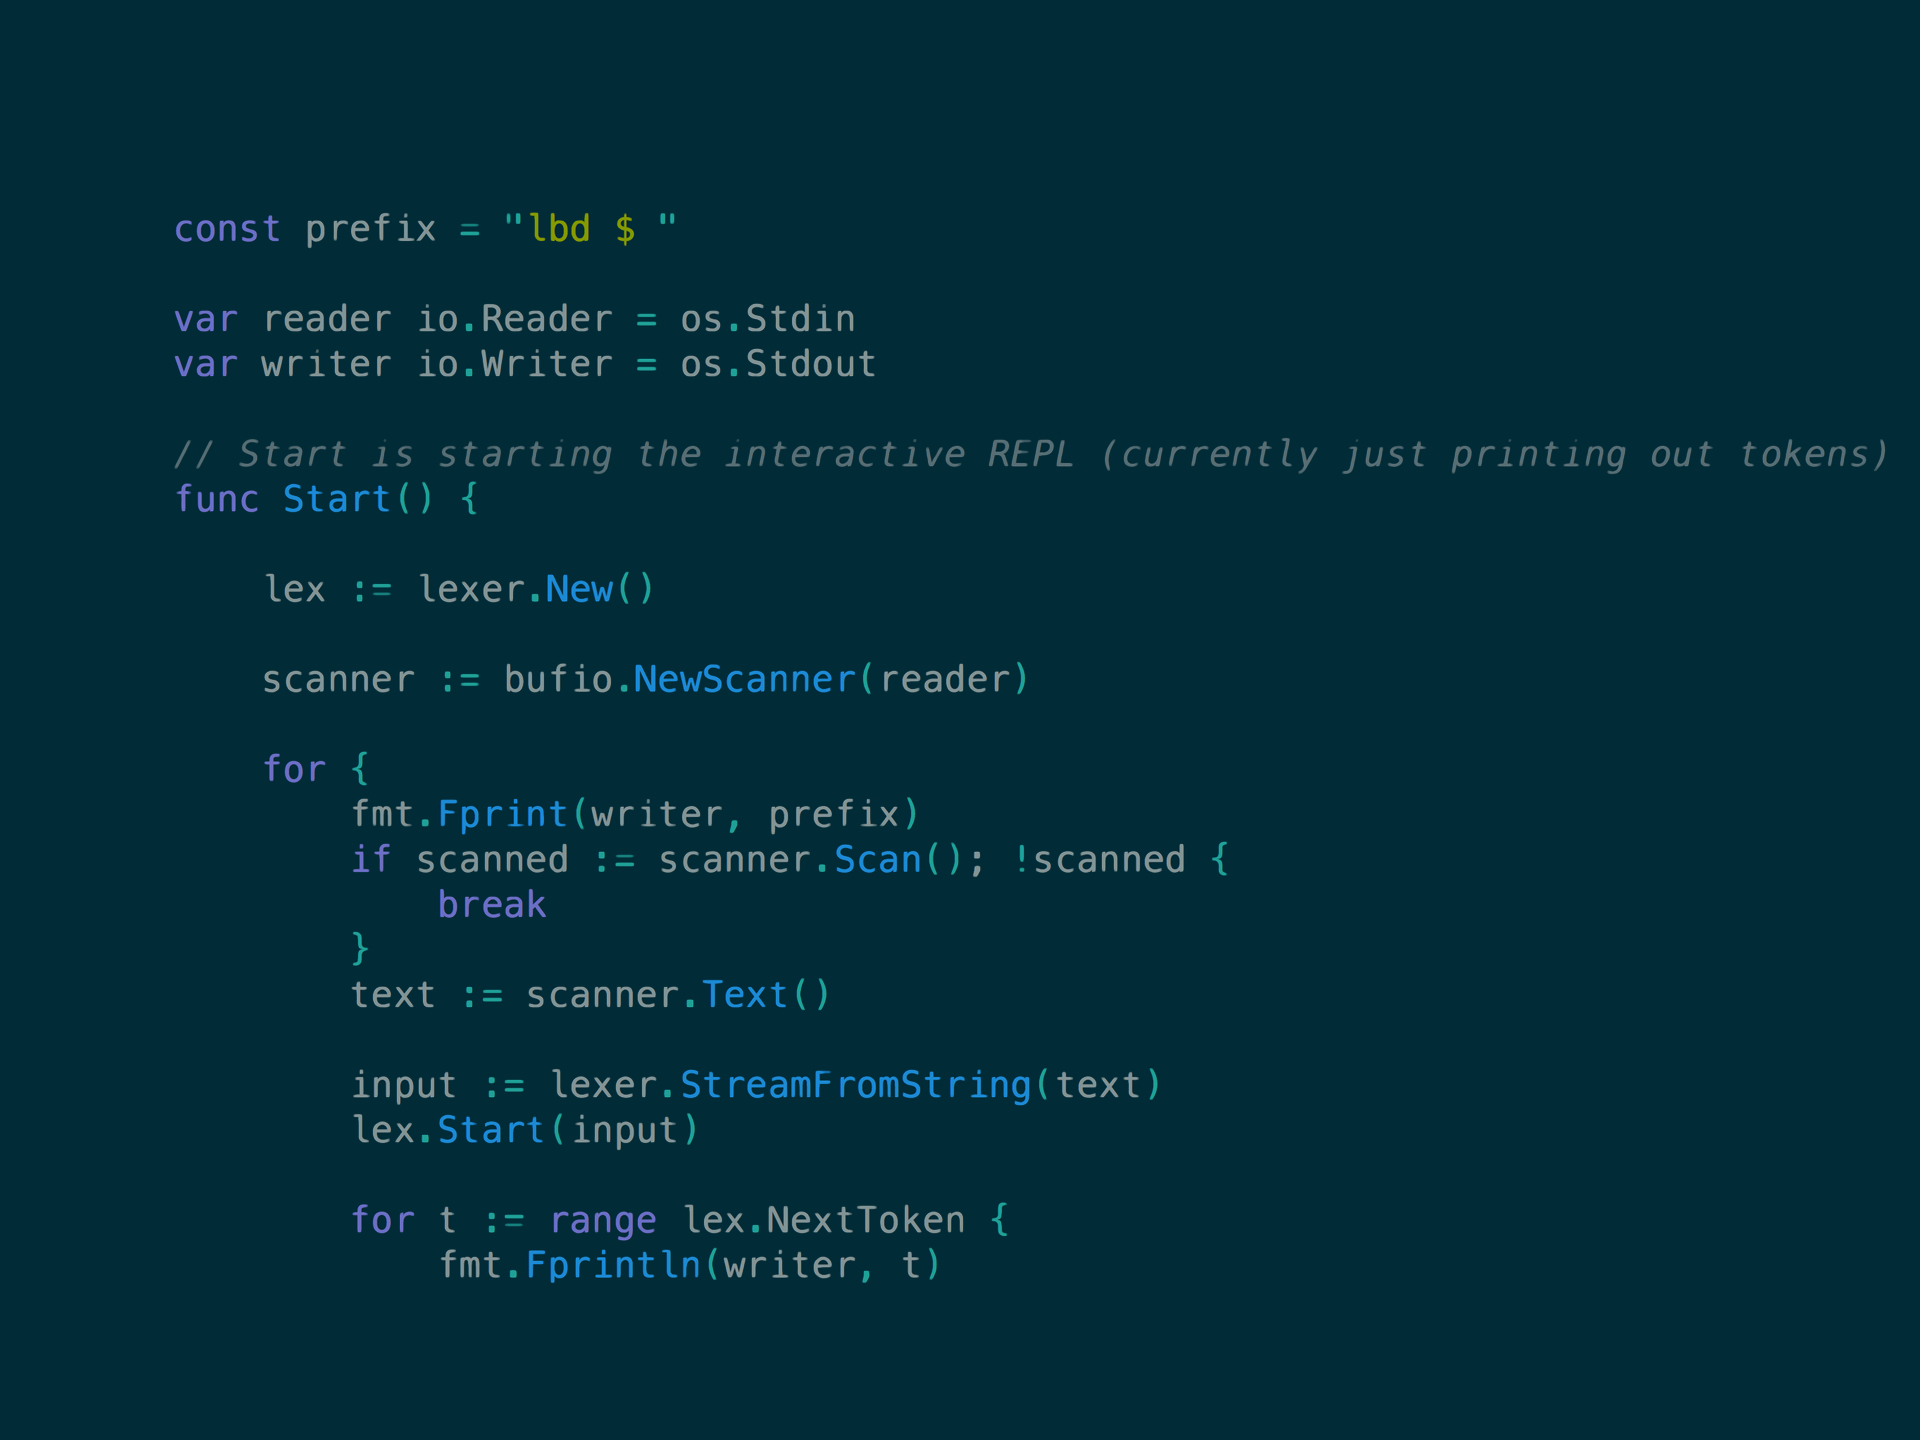 const prefix = "lbd $ "
var reader io.Reader = os.Stdin
var writer io.Writer = os.Stdout
// Start is starting the interactive REPL (currently just printing out tokens)
func Start() {
    lex := lexer.New()
    scanner := bufio.NewScanner(reader)
    for {
        fmt.Fprint(writer, prefix)
        if scanned := scanner.Scan(); !scanned {
            break
        }
        text := scanner.Text()
        input := lexer.StreamFromString(text)
        lex.Start(input)
        for t := range lex.NextToken {
            fmt.Fprintln(writer, t)